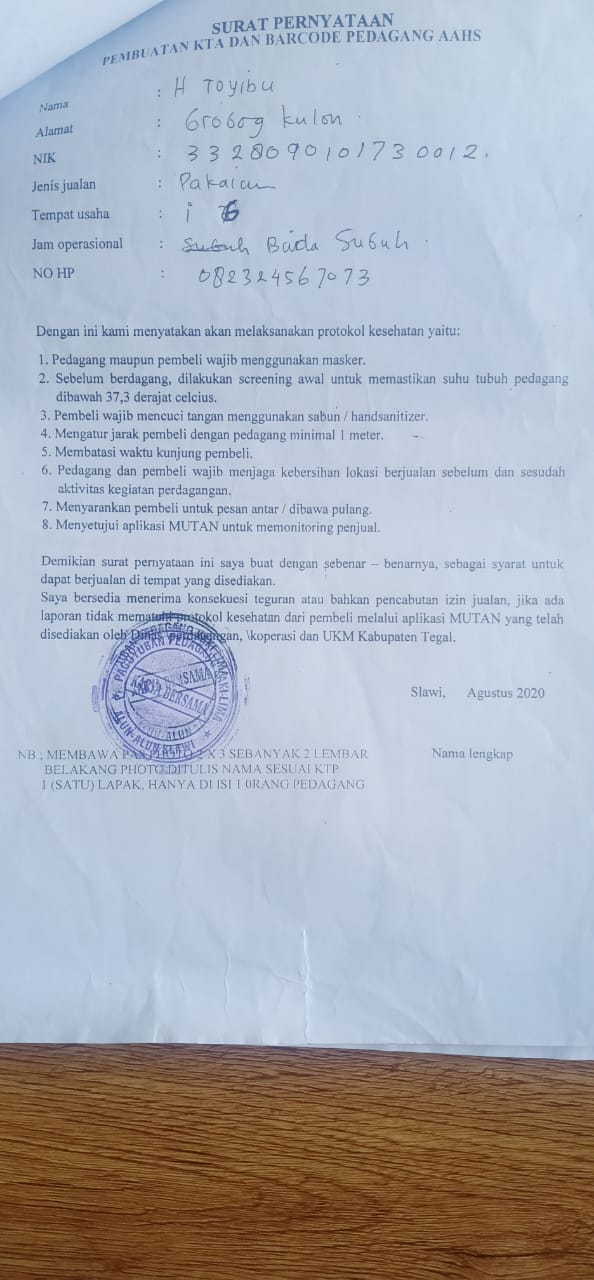 SURAT PERNYATAAN
PEMBUATAN KTA DAN BARCODE PEDAGANG AAHS
Nama : H Toyibu
Alamat : Grobog Kulon
NIK : 3328090101730012.
Jenis jualan : Pakaian
Tempat usaha : i 6
Jam operasional : Subuh Bada Subuh
NO HP : 082324567073
Dengan ini kami menyatakan akan melaksanakan protokol kesehatan yaitu:
1. Pedagang maupun pembeli wajib menggunakan masker.
2. Sebelum berdagang, dilakukan screening awal untuk memastikan suhu tubuh pedagang
dibawah 37,3 derajat celcius.
3. Pembeli wajib mencuci tangan menggunakan sabun / handsanitizer.
4. Mengatur jarak pembeli dengan pedagang minimal 1 meter.
5. Membatasi waktu kunjung pembeli.
6. Pedagang dan pembeli wajib menjaga kebersihan lokasi berjualan sebelum dan sesudah
aktivitas kegiatan perdagangan.
7. Menyarankan pembeli untuk pesan antar / dibawa pulang.
8. Menyetujui aplikasi MUTAN untuk memonitoring penjual.
Demikian surat pernyataan ini saya buat dengan sebenar – benarnya, sebagai syarat untuk
dapat berjualan di tempat yang disediakan.
Saya bersedia menerima konsekuesi teguran atau bahkan pencabutan izin jualan, jika ada
laporan tidak mematuhi protokol kesehatan dari pembeli melalui aplikasi MUTAN yang telah
disediakan oleh Dinas \perdagangan, \koperasi dan UKM Kabupaten Tegal.
PAGUYUBAN PEDAGANG
KARYA BERSAMA
ALUN-ALUN SLAWI
Slawi, Agustus 2020
Nama lengkap
NB ; MEMBAWA PAS PHOTO 2 X 3 SEBANYAK 2 LEMBAR
BELAKANG PHOTO DITULIS NAMA SESUAI KTP
1 (SATU) LAPAK, HANYA DI ISI 1 0RANG PEDAGANG